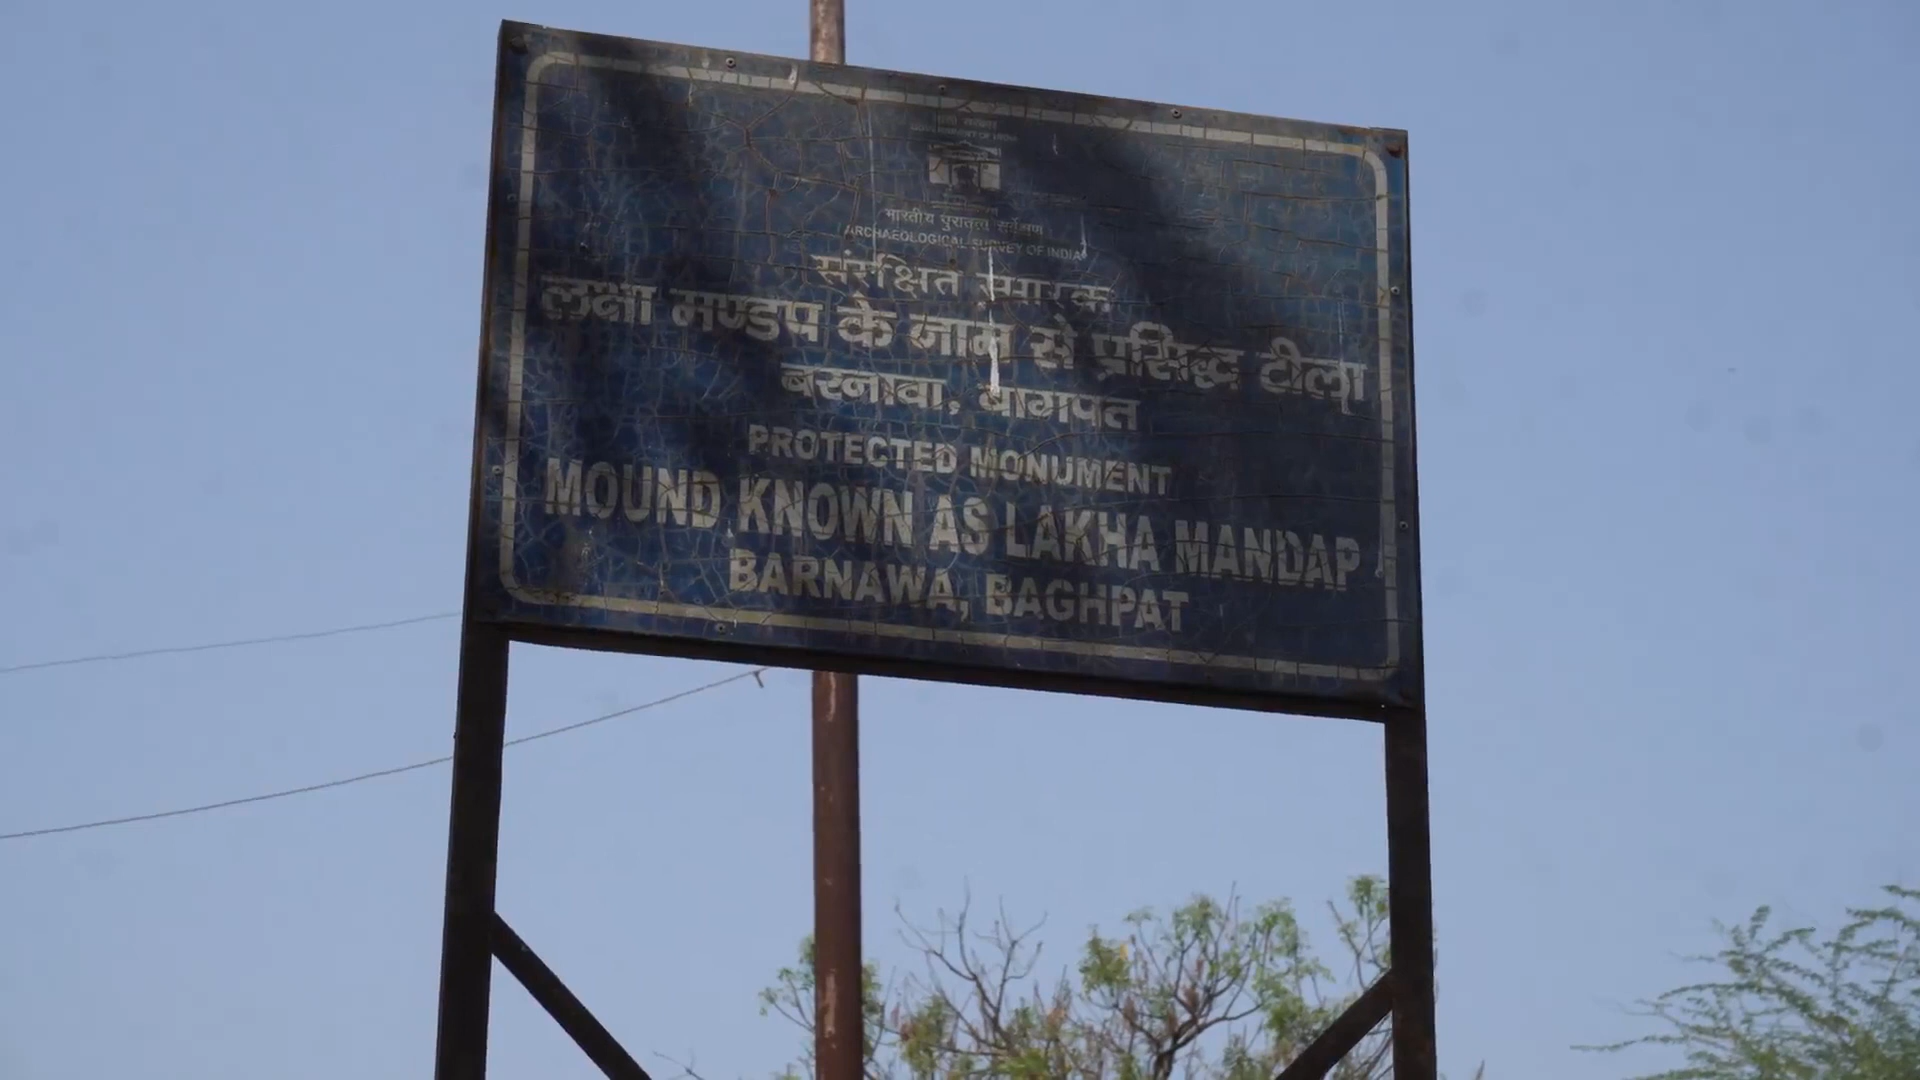 भारतीय पुरातत्व सर्वेक्षण
ARCHAEOLOGICAL SURVEY OF INDIA
संरक्षित स्मारक
लाखा मण्डप के नाम से प्रसिद्ध टीला
बरनावा, बागपत
PROTECTED MONUMENT
MOUND KNOWN AS LAKHA MANDAP
BARNAWA, BAGHPAT